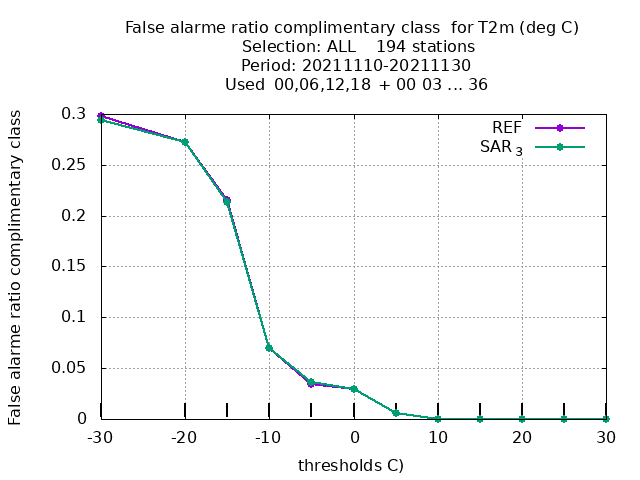 False alarme ratio complimentary class  for T2m (deg C)
Selection: ALL    194 stations
Period: 20211110-20211130
Used  00,06,12,18  + 00 03 ... 36
False alarme ratio complimentary class
0.3
0.25
0.2
0.15
0.1
0.05
0
REF
SAR 3
-30
-20
-10
0
10
20
30
thresholds C)